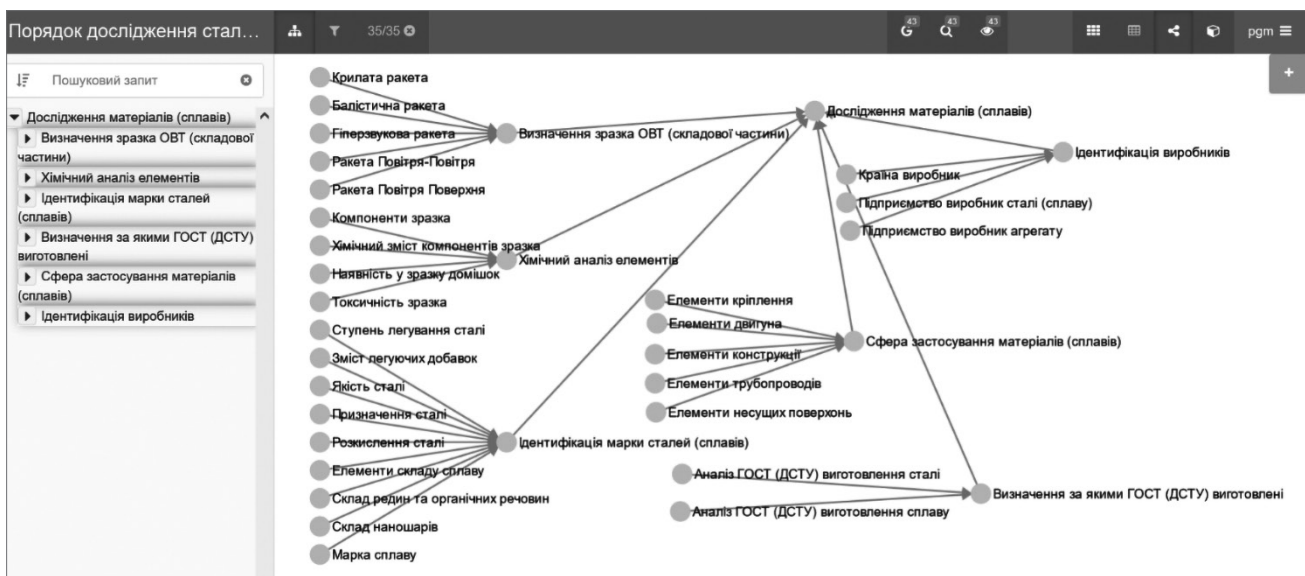 Порядок дослідження стал...
35/35
43
43
43
pgm
Пошуковий запит
+
Дослідження матеріалів (сплавів)
Визначення зразка ОВТ (складової
частини)
Хімічний аналіз елементів
Ідентифікація марки сталей
(сплавів)
Визначення за якими ГОСТ (ДСТУ)
виготовлені
Сфера застосування матеріалів
(сплавів)
Ідентифікація виробників
Крилата ракета
Балістична ракета
Гіперзвукова ракета
Ракета Повітря-Повітря
Ракета Повітря Поверхня
Компоненти зразка
Хімічний зміст компонентів зразка
Наявність у зразку домішок
Токсичність зразка
Ступень легування сталі
Зміст легуючих добавок
Якість сталі
Призначення сталі
Розкислення сталі
Елементи складу сплаву
Склад редин та органічних речовин
Склад наношарів
Марка сплаву
Визначення зразка ОВТ (складової частини)
Хімічний аналіз елементів
Ідентифікація марки сталей (сплавів)
Дослідження матеріалів (сплавів)
Ідентифікація виробників
Країна виробник
Підприємство виробник сталі (сплаву)
Підприємство виробник агрегату
Елементи кріплення
Елементи двигуна
Елементи конструкції
Елементи трубопроводів
Елементи несущих поверхонь
Сфера застосування матеріалів (сплавів)
Аналіз ГОСТ (ДСТУ) виготовлення сталі
Аналіз ГОСТ (ДСТУ) виготовлення сплаву
Визначення за якими ГОСТ (ДСТУ) виготовлені